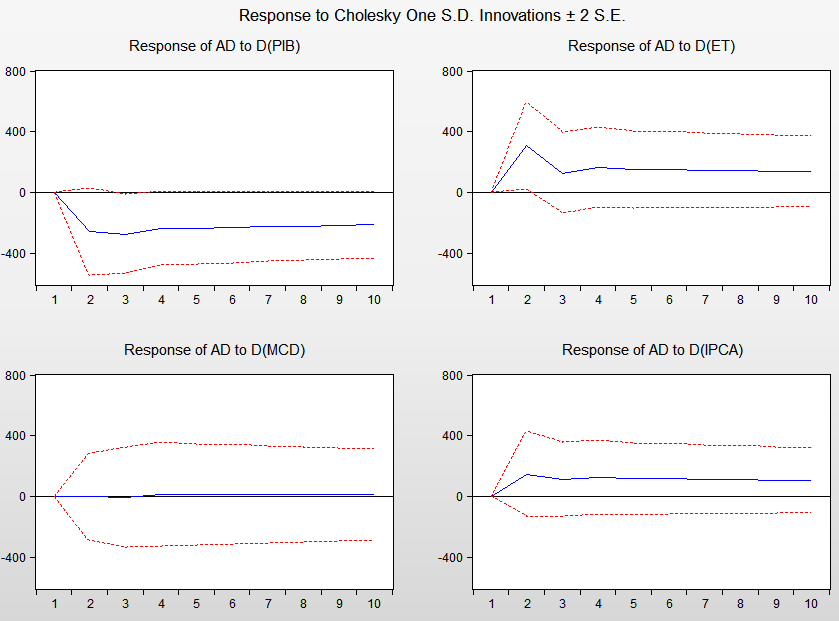 Response to Cholesky One S.D. Innovations ± 2 S.E.
Response of AD to D(PIB)
800
400
0
-400
1 2 3 4 5 6 7 8 9 10
Response of AD to D(ET)
800
400
0
-400
1 2 3 4 5 6 7 8 9 10
Response of AD to D(MCD)
800
400
0
-400
1 2 3 4 5 6 7 8 9 10
Response of AD to D(IPCA)
800
400
0
-400
1 2 3 4 5 6 7 8 9 10